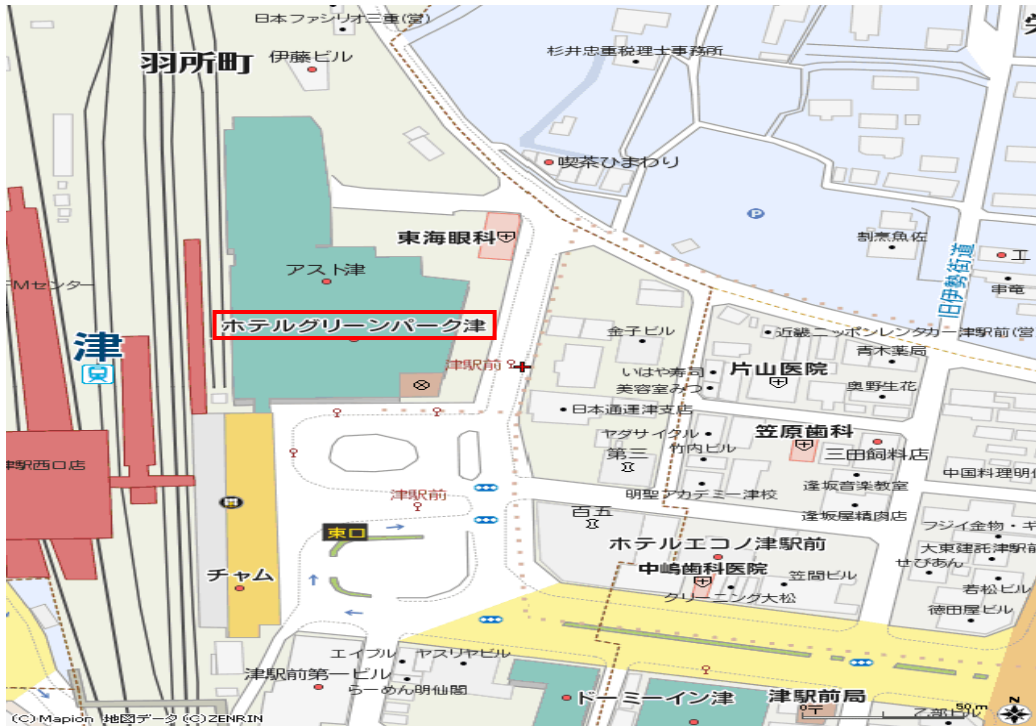 日本ファシリオ三重(営)
羽所町
伊藤ビル
杉井忠重税理士事務所
喫茶ひまわり
P
割烹魚佐
東海眼科
旧伊勢街道
エ
串竜
アスト津
FMセンター
ホテルグリーンパーク津
津
金子ビル
近畿ニッポンレンタカー津駅前(営
青木薬局
津駅前
いはや寿司
片山医院
美容室みつ
奥野生花
日本通運津支店
ヤダサイクル
笠原歯科
竹内ビル
三田飼料店
第三
津駅西口店
中国料理明
逢坂音楽教室
津駅前
明聖アカデミー津校
逢坂屋精肉店
百五
フジイ金物・キ
東口
ホテルエコノ津駅前
大東建託津駅前
せびあん
中嶋歯科医院
チャム
笠間ビル
若松ビル
クリーニング大松
徳田屋ビル
エイブル
ヤスリヤビル
津駅前第一ビル
らーめん明仙閣
ドーミーイン津
津駅前局
50m
乙部ビル
(C)Mapion 地図データ(C)ZENRIN